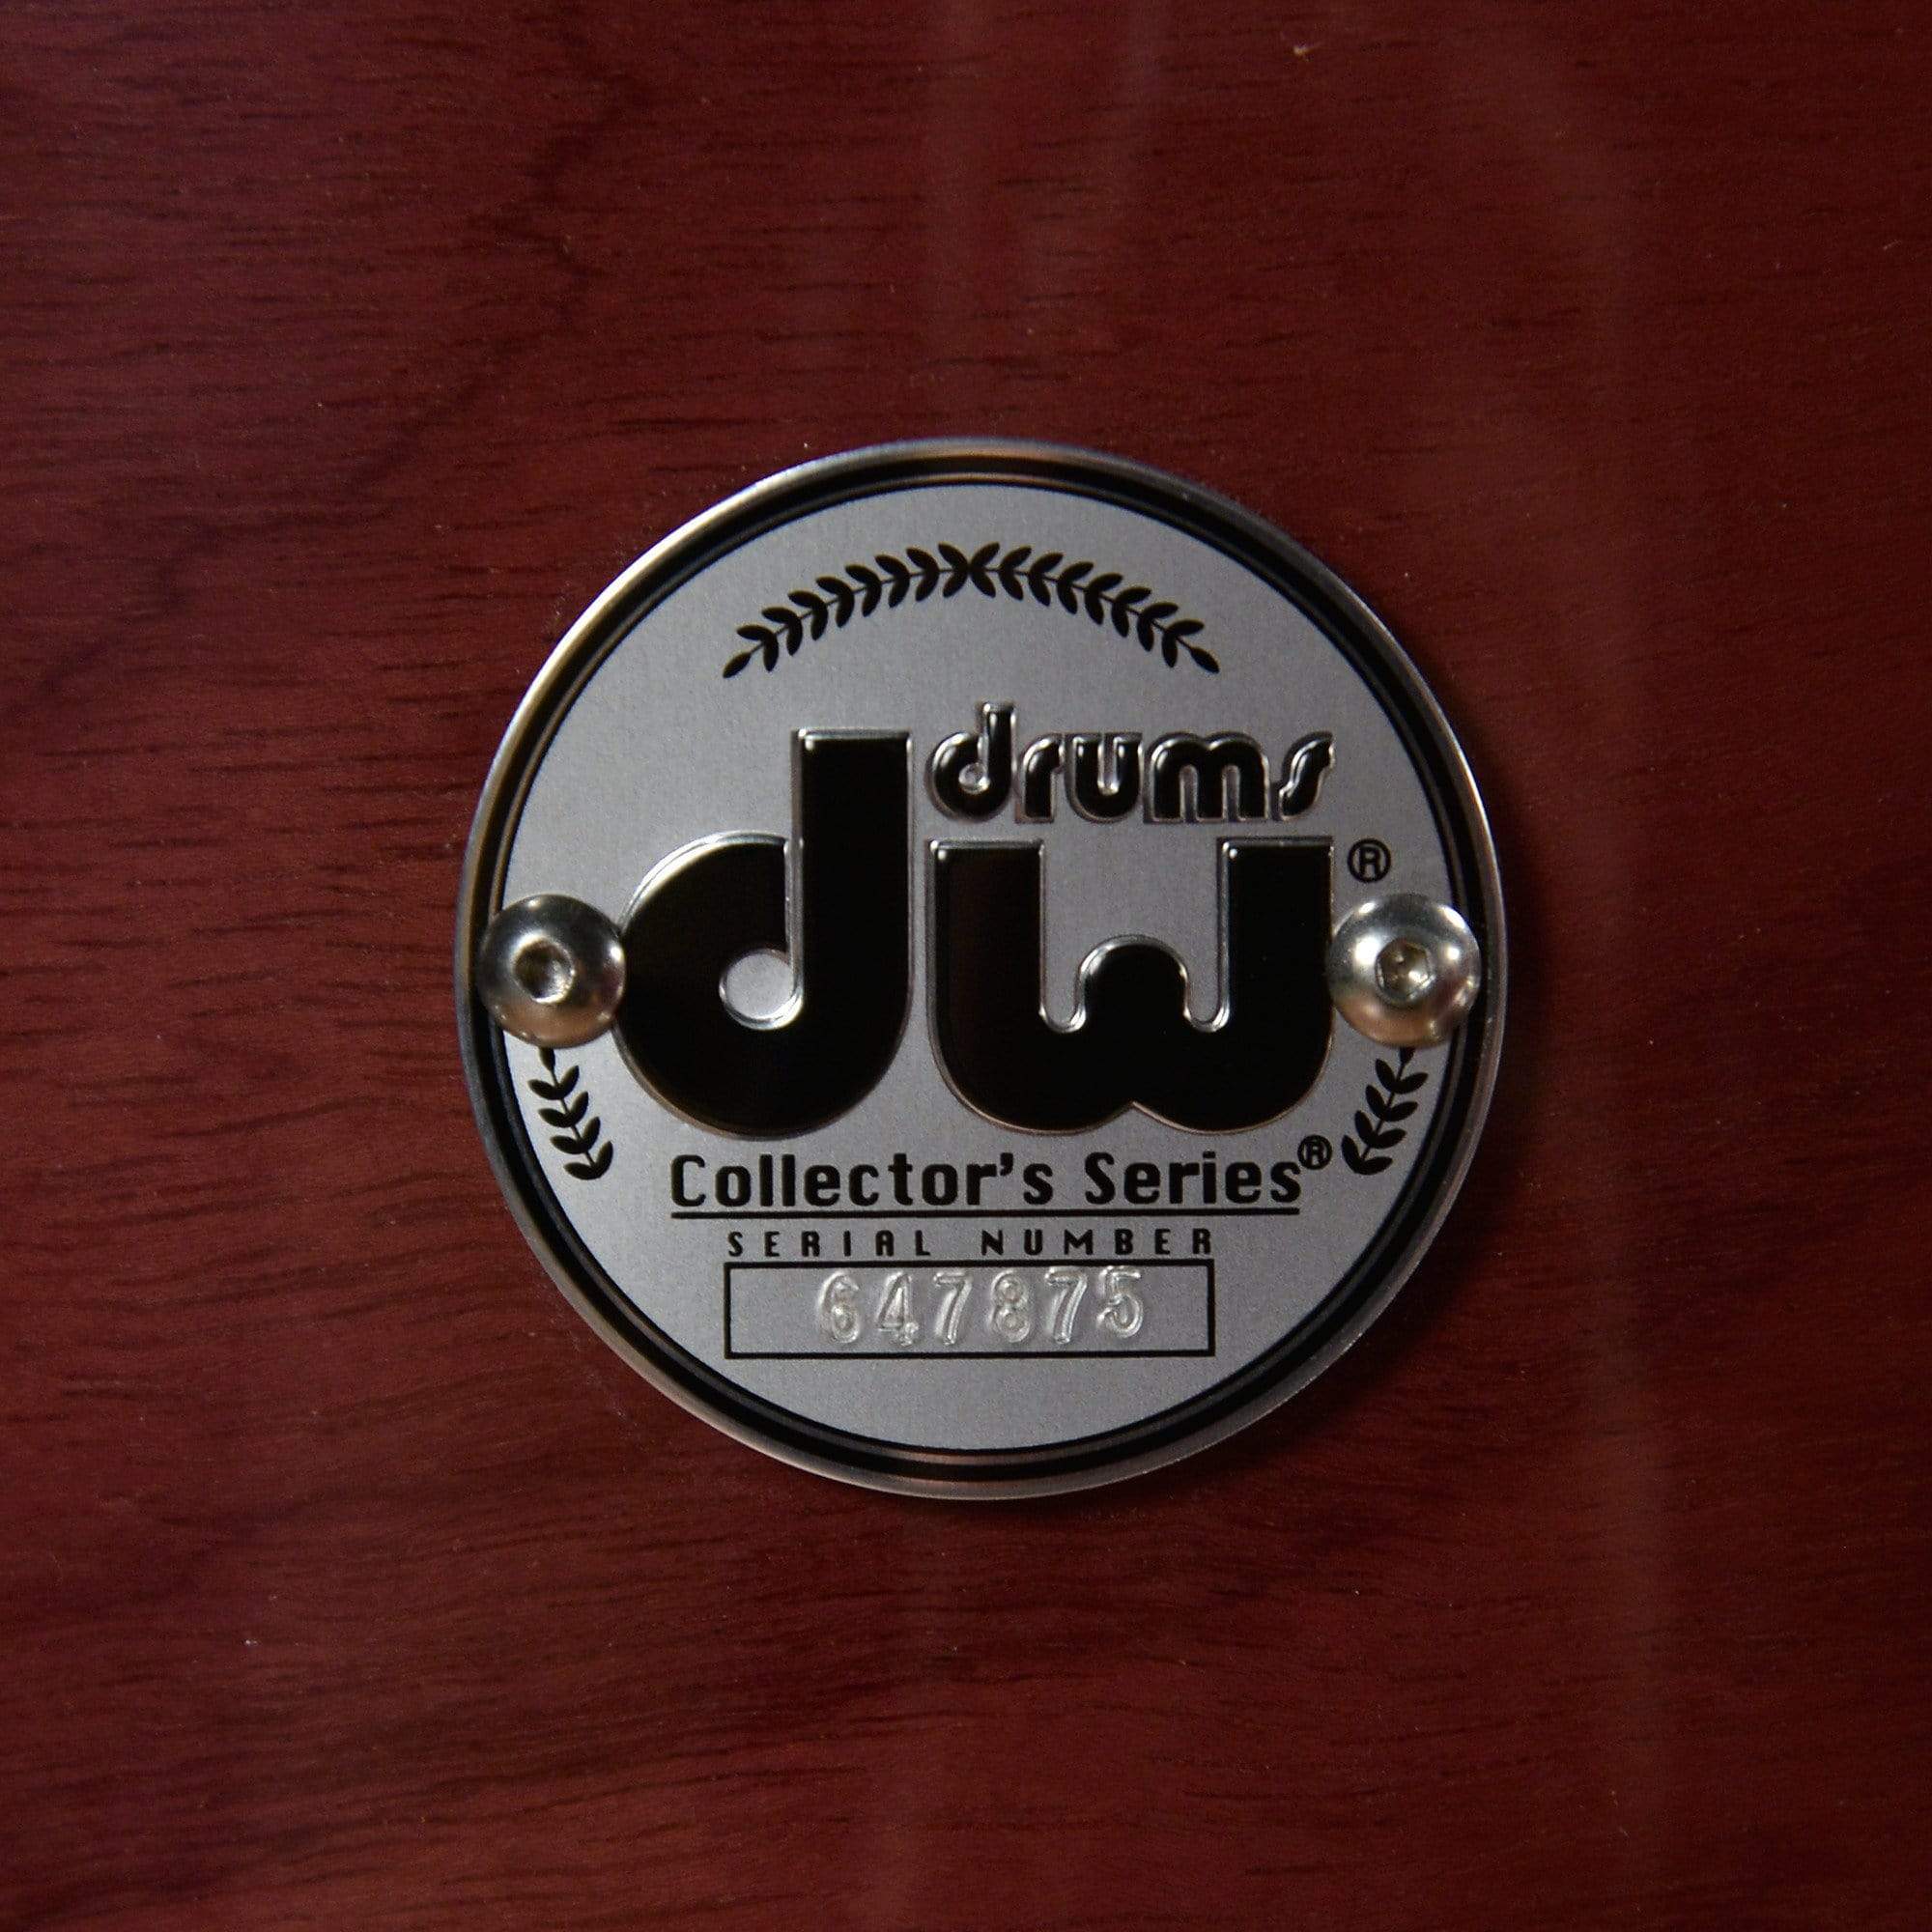 drums
dw®
Collector's Series®
SERIAL NUMBER
647875